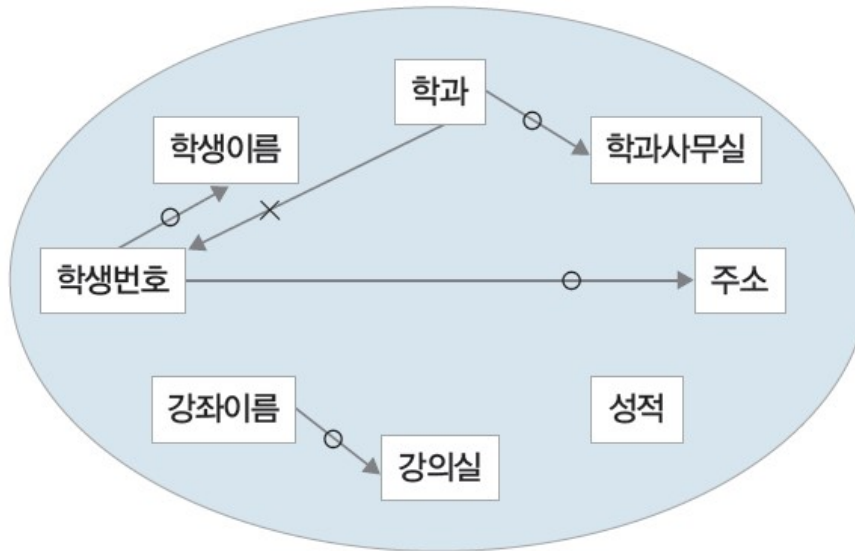 학과
학생이름
학과사무실
학생번호
주소
강좌이름
성적
강의실